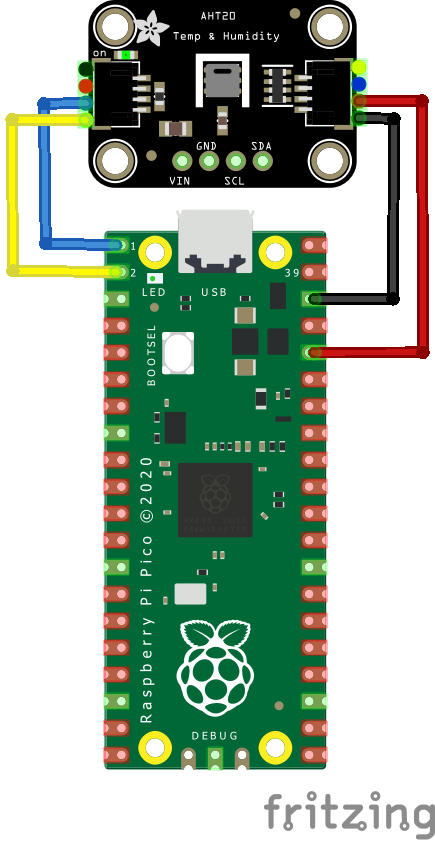 AHT20
Temp & Humidity
on
GND
SDA
VIN
SCL
1
2
39
LED
USB
BOOTSEL
Raspberry Pi Pico ©2020
DEBUG
fritzing